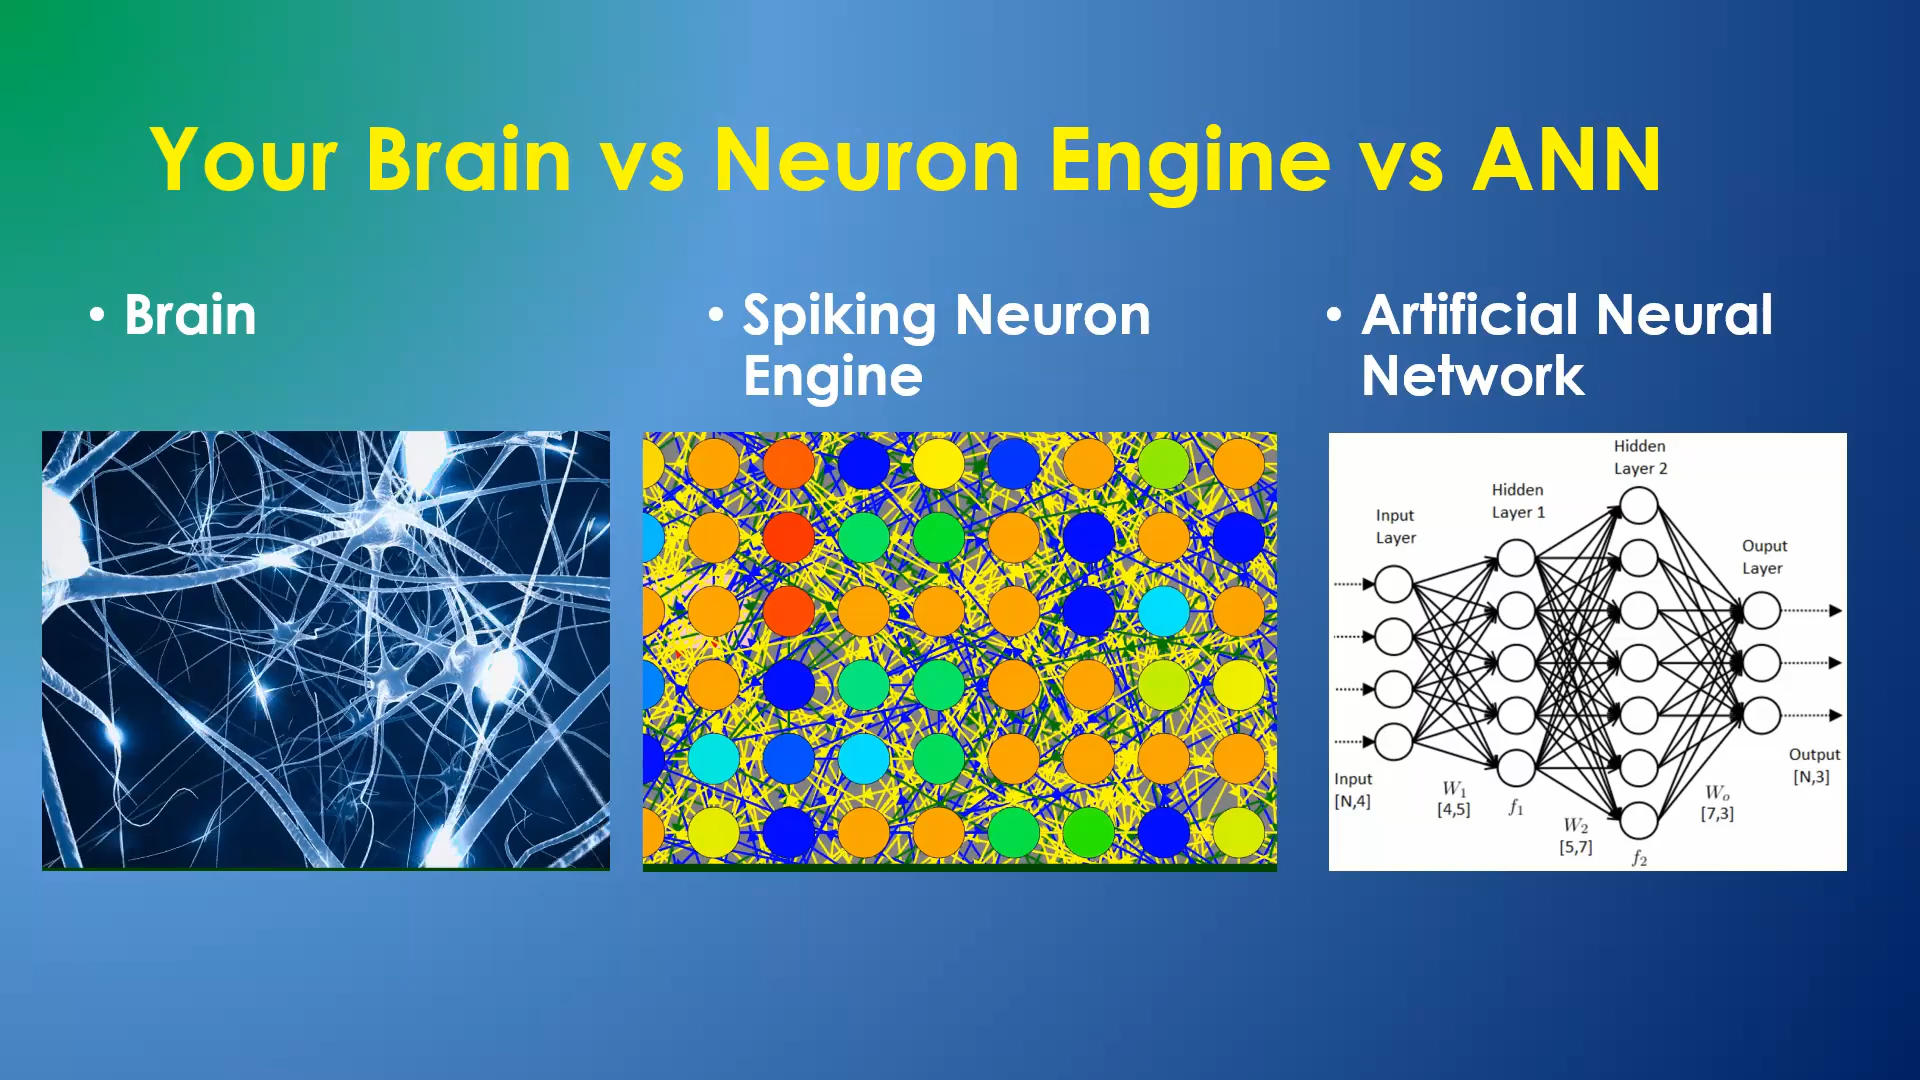 Your Brain vs Neuron Engine vs ANN
• Brain
• Spiking Neuron
Engine
• Artificial Neural
Network
Hidden
Layer 2
Hidden
Layer 1
Input
Layer
Ouput
Layer
Input
[N,4]
W1
[4,5]
f1
W2
[5,7]
f2
Wo
[7,3]
Output
[N,3]